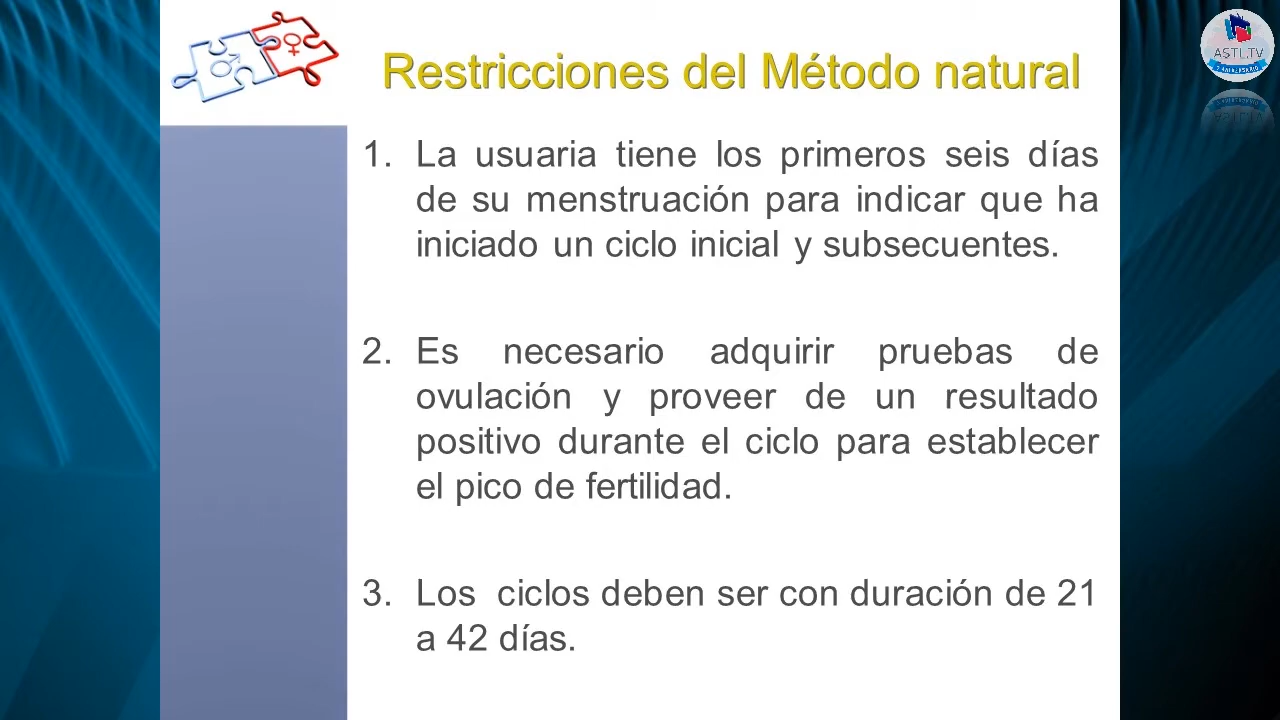 ASTL.TV
7 ANIVERSARIO
Restricciones del Método natural
1. La usuaria tiene los primeros seis días
de su menstruación para indicar que ha
iniciado un ciclo inicial y subsecuentes.
2. Es necesario adquirir pruebas de
ovulación y proveer de un resultado
positivo durante el ciclo para establecer
el pico de fertilidad.
3. Los ciclos deben ser con duración de 21
a 42 días.